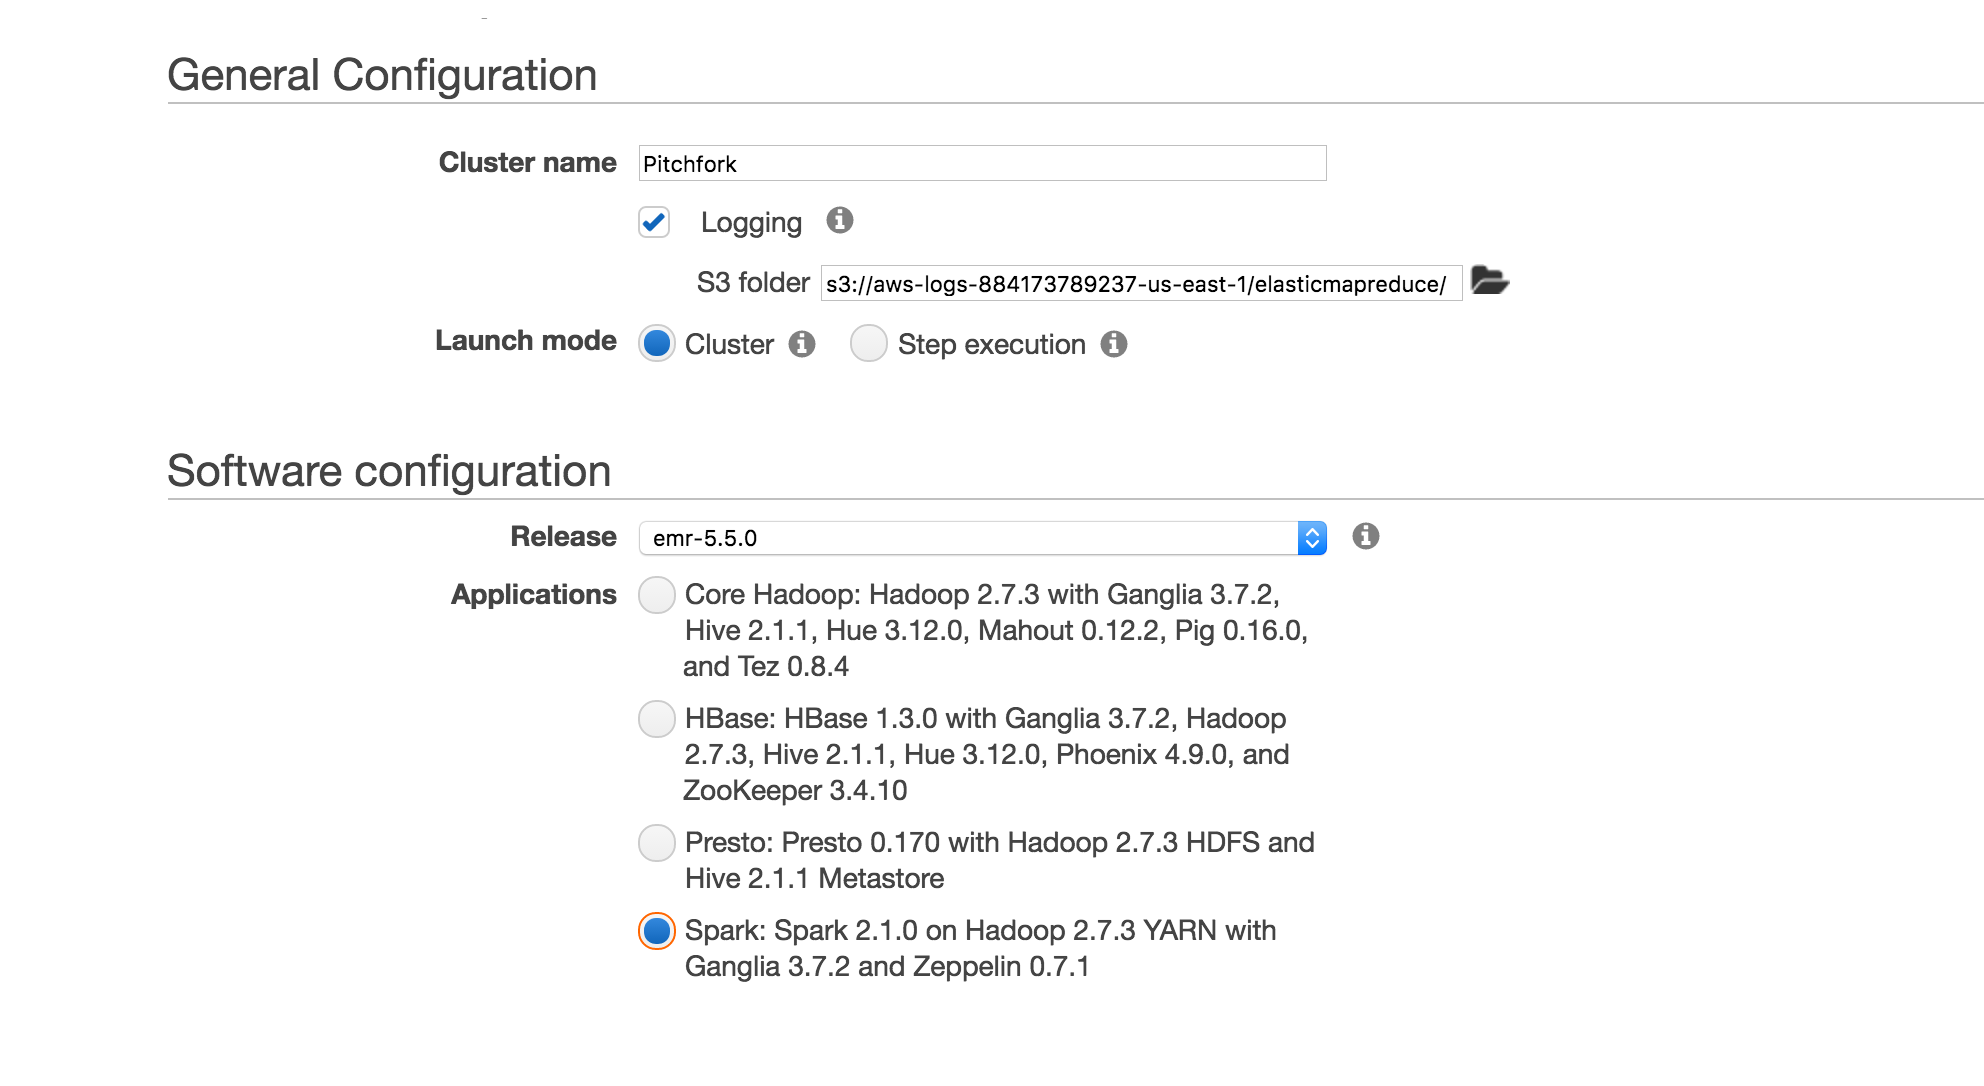 General Configuration
Cluster name Pitchfork
Logging
S3 folder s3://aws-logs-884173789237-us-east-1/elasticmapreduce/
Launch mode Cluster Step execution
Software configuration
Release emr-5.5.0
Applications Core Hadoop: Hadoop 2.7.3 with Ganglia 3.7.2,
Hive 2.1.1, Hue 3.12.0, Mahout 0.12.2, Pig 0.16.0,
and Tez 0.8.4
HBase: HBase 1.3.0 with Ganglia 3.7.2, Hadoop
2.7.3, Hive 2.1.1, Hue 3.12.0, Phoenix 4.9.0, and
ZooKeeper 3.4.10
Presto: Presto 0.170 with Hadoop 2.7.3 HDFS and
Hive 2.1.1 Metastore
Spark: Spark 2.1.0 on Hadoop 2.7.3 YARN with
Ganglia 3.7.2 and Zeppelin 0.7.1